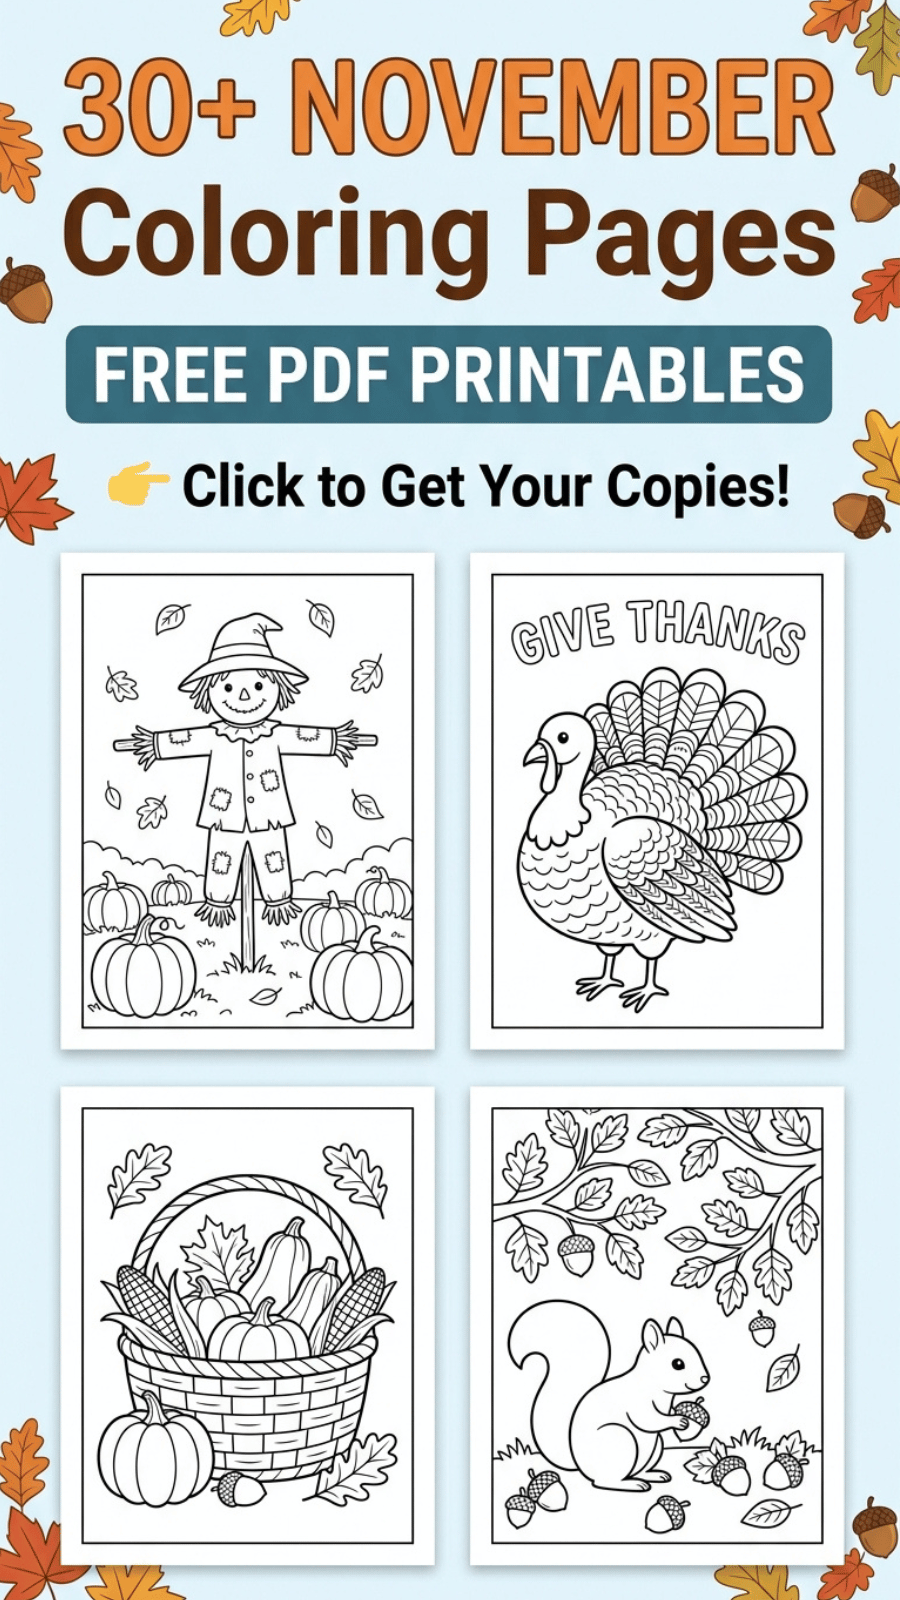 30+ NOVEMBER
Coloring Pages
FREE PDF PRINTABLES
👉 Click to Get Your Copies!
GIVE THANKS